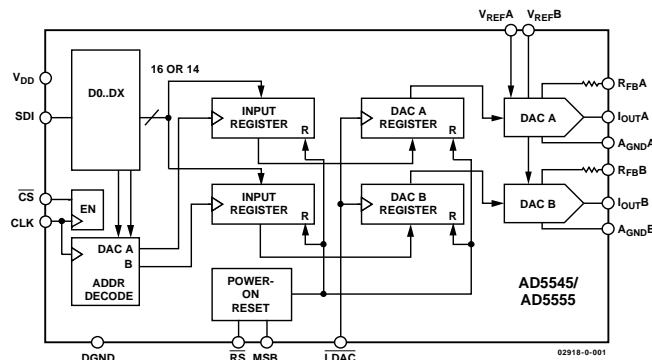 VREFA VREFB
VDD
SDI
D0..DX
16 OR 14
INPUT
REGISTER
R
DAC A
REGISTER
R
DAC A
RFBA
IOUTA
AGNDA
CS
CLK
EN
DAC A
B
ADDR
DECODE
INPUT
REGISTER
R
DAC B
REGISTER
R
DAC B
RFBB
IOUTB
AGNDB
POWER-
ON
RESET
AD5545/
AD5555
DGND
RS MSB
LDAC
02918-0-001